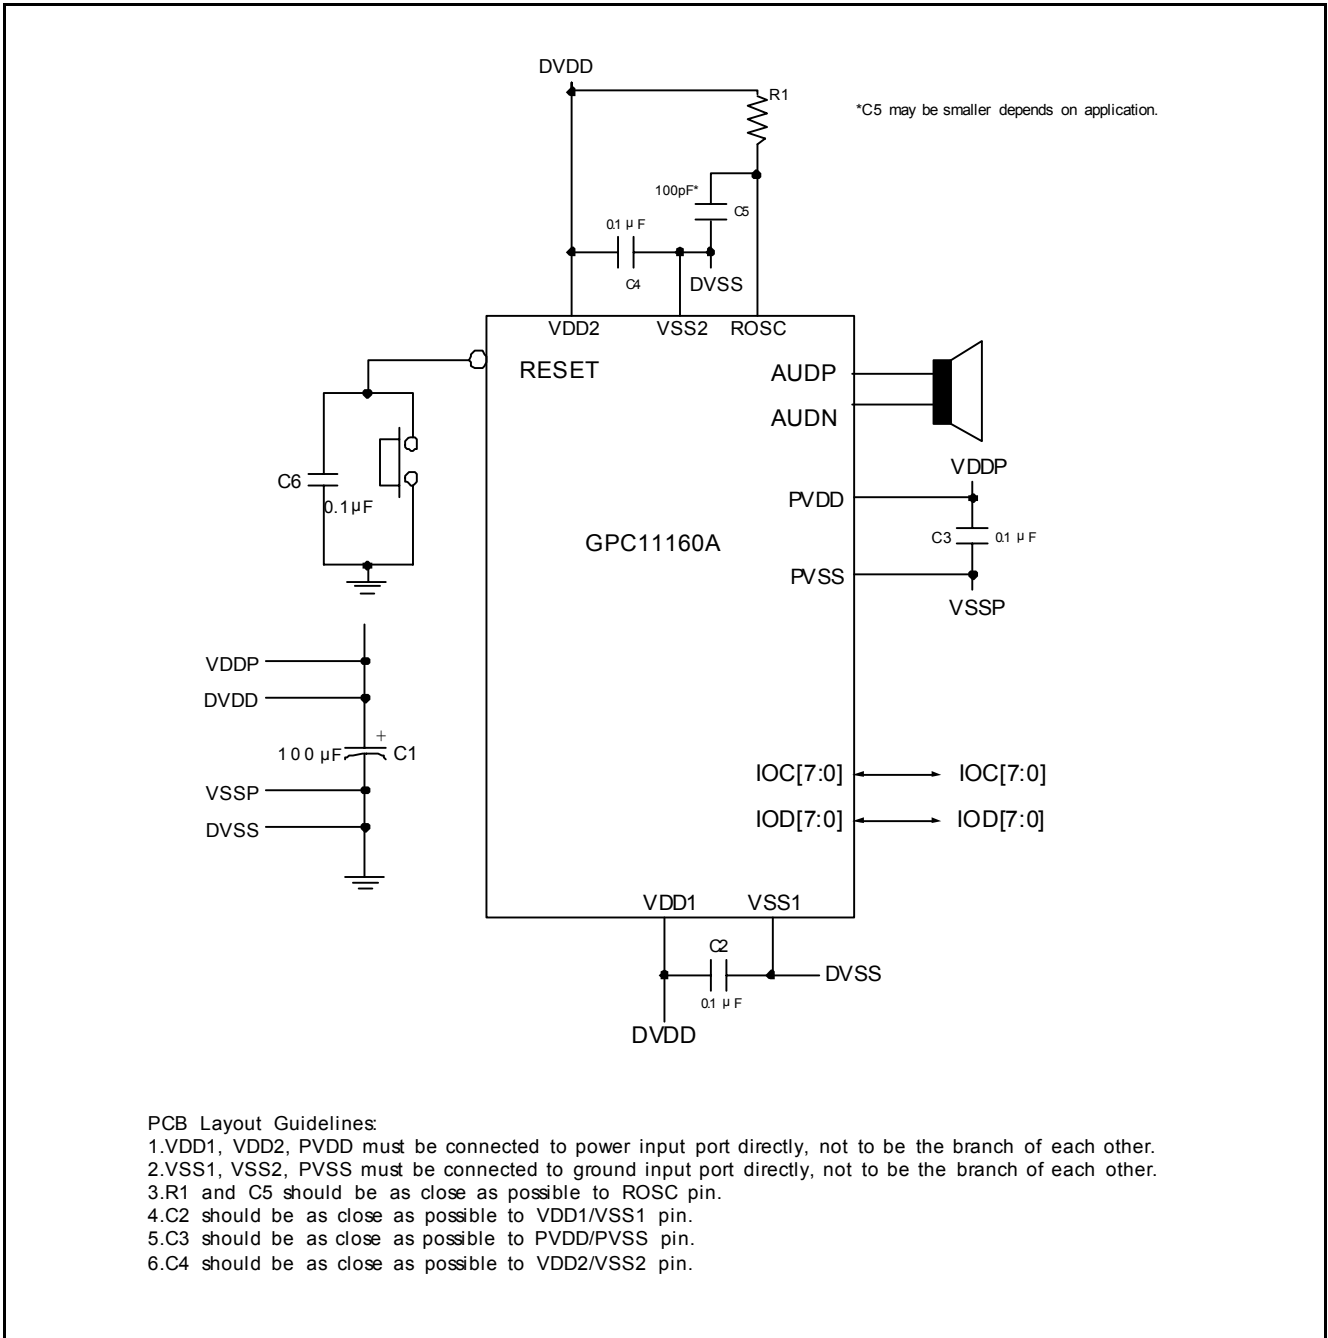 DVDD
R1
*C5 may be smaller depends on application.
100pF*
C5
0.1 μ F
C4
DVSS
VDD2
VSS2
ROSC
RESET
AUDP
AUDN
C6
0.1μF
VDDP
PVDD
GPC11160A
C3
0.1 μ F
PVSS
VSSP
VDDP
DVDD
+
100μF
C1
VSSP
DVSS
IOC[7:0]
IOC[7:0]
IOD[7:0]
IOD[7:0]
VDD1
VSS1
C2
DVSS
0.1 μ F
DVDD
PCB Layout Guidelines:
1.VDD1, VDD2, PVDD must be connected to power input port directly, not to be the branch of each other.
2.VSS1, VSS2, PVSS must be connected to ground input port directly, not to be the branch of each other.
3.R1 and C5 should be as close as possible to ROSC pin.
4.C2 should be as close as possible to VDD1/VSS1 pin.
5.C3 should be as close as possible to PVDD/PVSS pin.
6.C4 should be as close as possible to VDD2/VSS2 pin.